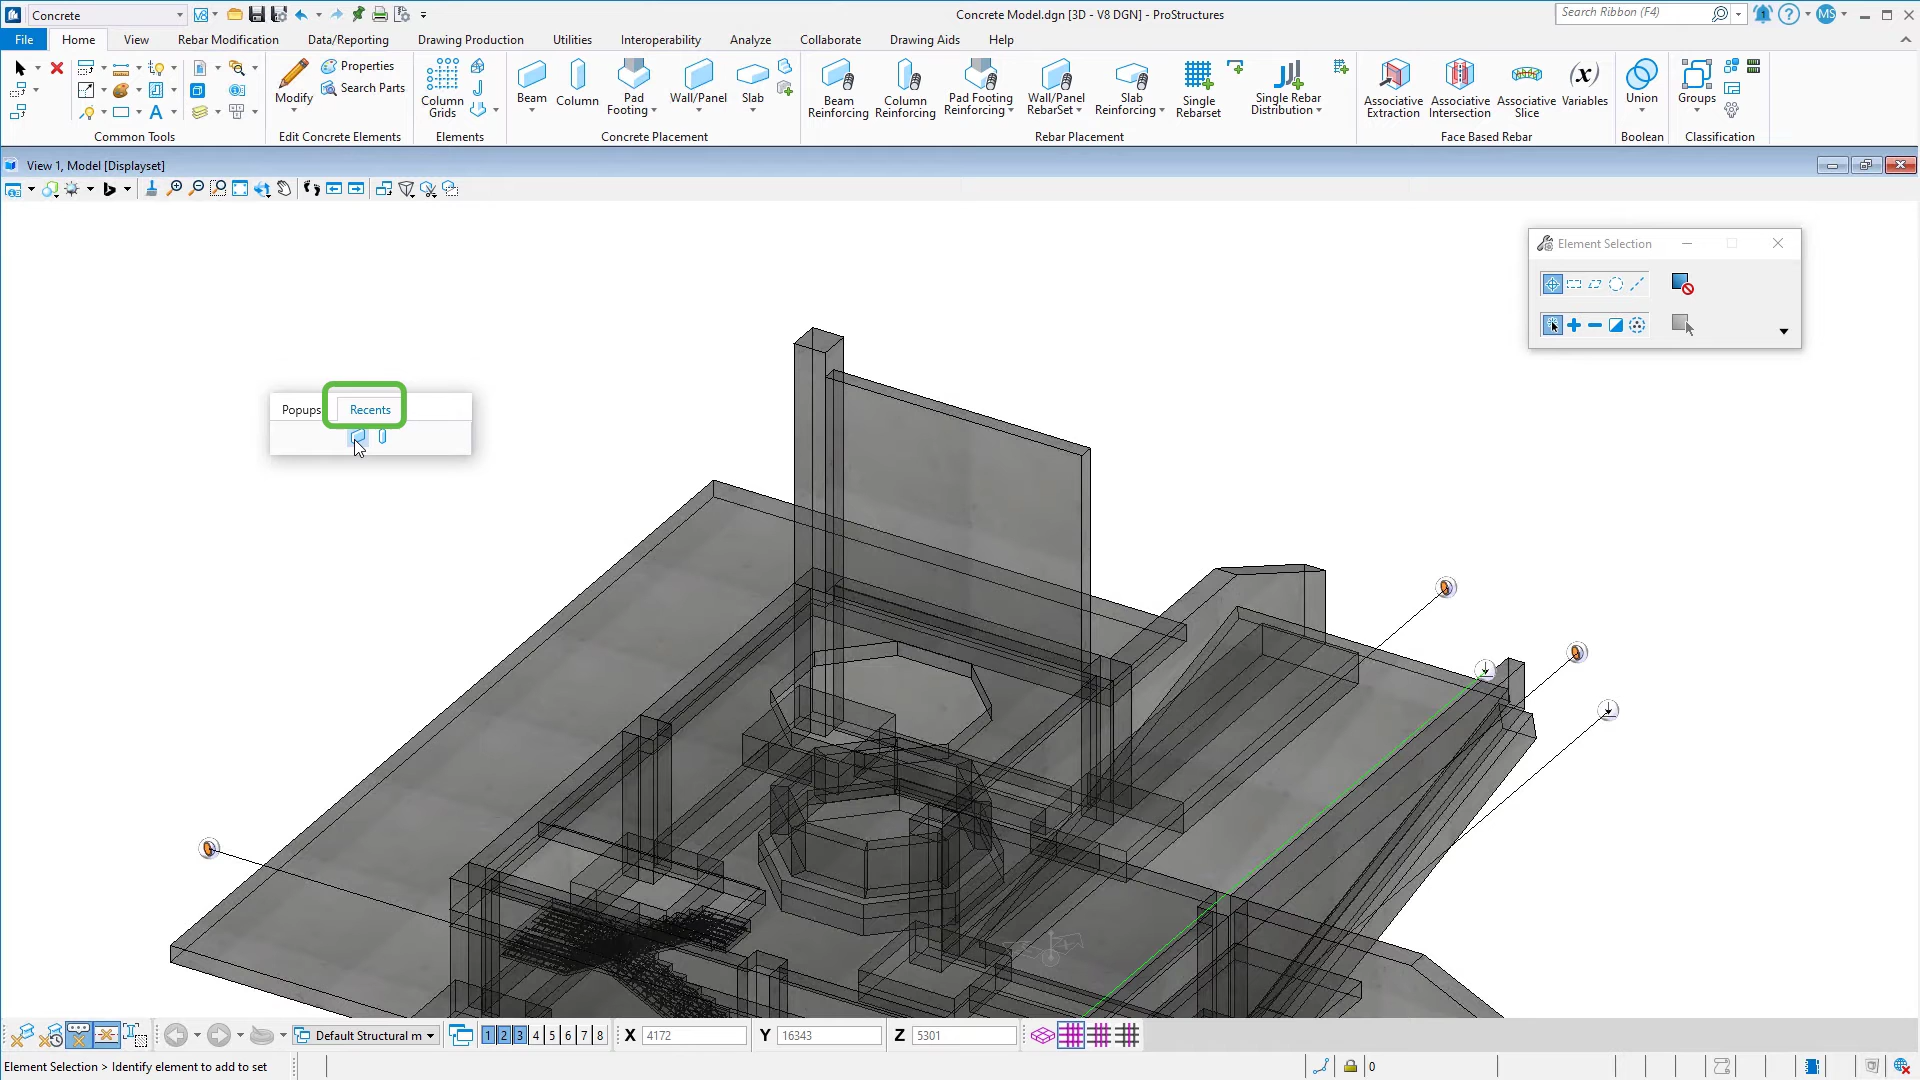 Concrete
Concrete Model.dgn [3D - V8 DGN] - ProStructures
Search Ribbon (F4)
MS
File Home View Rebar Modification Data/Reporting Drawing Production Utilities Interoperability Analyze Collaborate Drawing Aids Help
Common Tools
Modify
Properties
Search Parts
Edit Concrete Elements
Column Grids
Elements
Beam
Column
Pad Footing
Wall/Panel
Slab
Concrete Placement
Beam Reinforcing
Column Reinforcing
Pad Footing Reinforcing
Wall/Panel RebarSet
Slab Reinforcing
Single Rebarset
Single Rebar Distribution
Rebar Placement
Associative Extraction
Associative Intersection
Associative Slice
(x)
Variables
Face Based Rebar
Union
Boolean
Groups
Classification
View 1, Model [Displayset]
Element Selection
Popups Recents
Default Structural m
1 2 3 4 5 6 7 8
X 4172
Y 16343
Z 5301
Element Selection > Identify element to add to set
0